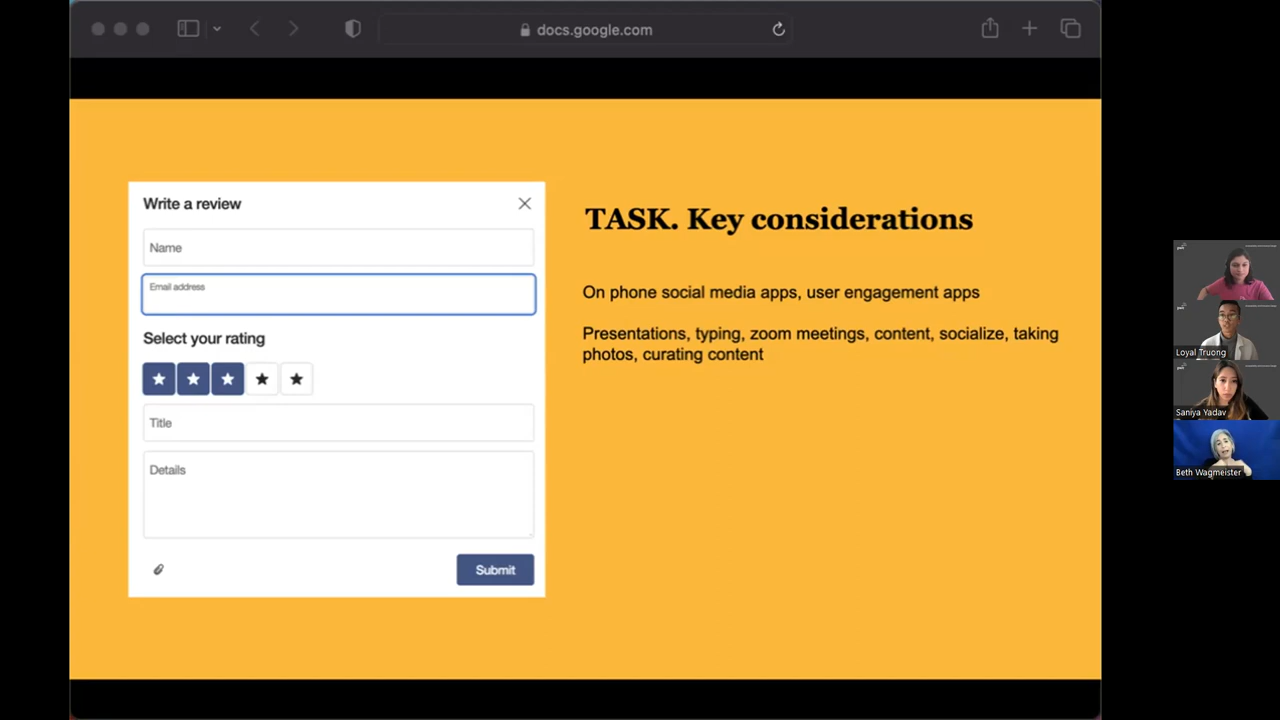 docs.google.com
Write a review
Name
Email address
Select your rating
Title
Details
Submit
TASK. Key considerations
On phone social media apps, user engagement apps
Presentations, typing, zoom meetings, content, socialize, taking
photos, curating content
Loyal Truong
Saniya Yadav
Beth Wagmeister